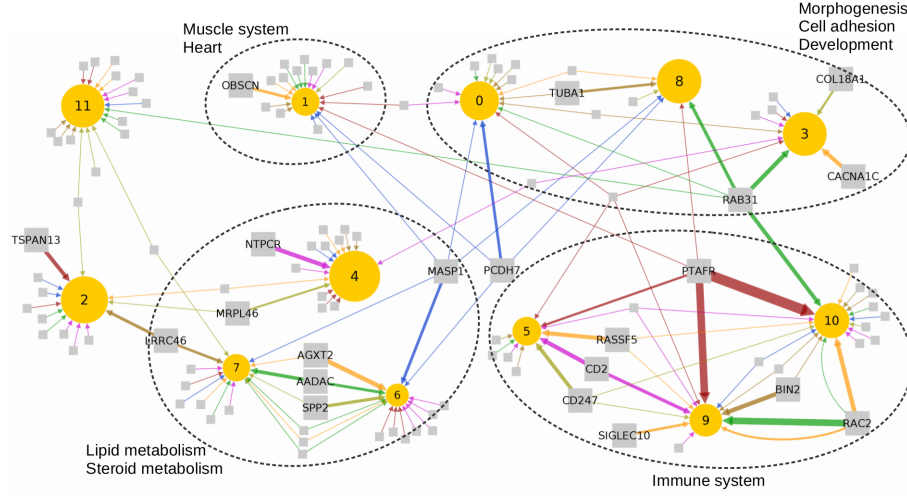 Morphogenesis
Cell adhesion
Development
Muscle system
Heart
OBSCN
11
1
0
TUBA1
8
COL18A1
3
CACNA1C
RAB31
TSPAN13
NTPCR
MASP1
PCDH7
PTAFR
2
4
MRPL46
LRRC46
5
RASSF5
10
AGXT2
7
AADAC
6
SPP2
CD2
CD247
BIN2
SIGLEC10
9
RAC2
Lipid metabolism
Steroid metabolism
Immune system